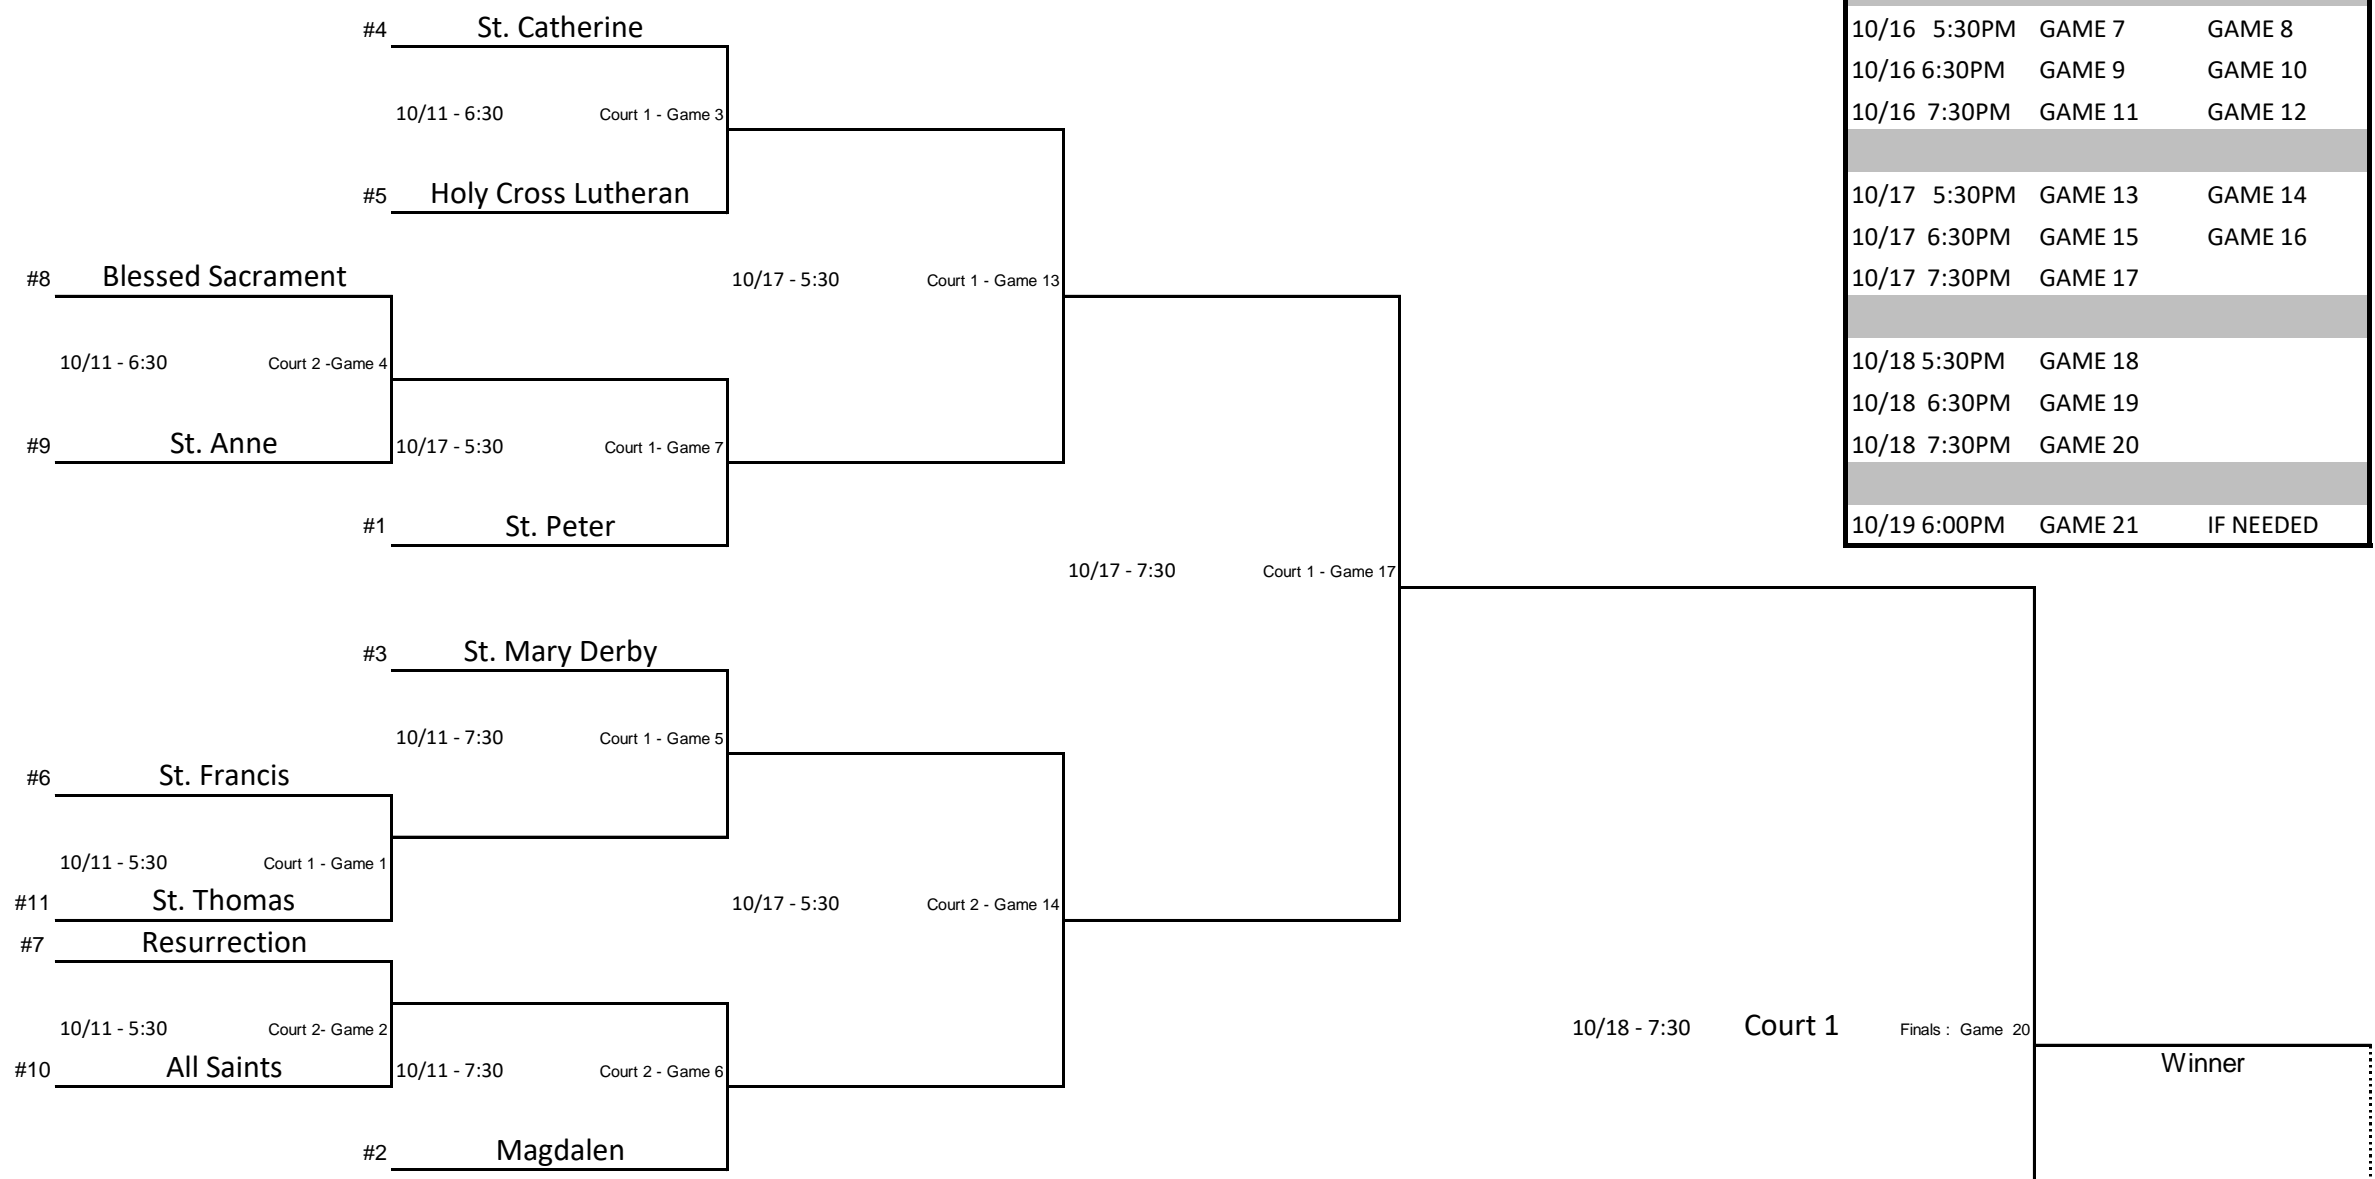 #4 St. Catherine
10/11 - 6:30 Court 1 - Game 3
#5 Holy Cross Lutheran
#8 Blessed Sacrament
10/17 - 5:30 Court 1 - Game 13
10/11 - 6:30 Court 2 -Game 4
#9 St. Anne
10/17 - 5:30 Court 1- Game 7
#1 St. Peter
10/17 - 7:30 Court 1 - Game 17
#3 St. Mary Derby
10/11 - 7:30 Court 1 - Game 5
#6 St. Francis
10/11 - 5:30 Court 1 - Game 1
#11 St. Thomas
10/17 - 5:30 Court 2 - Game 14
#7 Resurrection
10/11 - 5:30 Court 2- Game 2
#10 All Saints
10/11 - 7:30 Court 2 - Game 6
#2 Magdalen
10/18 - 7:30 Court 1 Finals : Game 20
Winner
10/16 5:30PM GAME 7 GAME 8
10/16 6:30PM GAME 9 GAME 10
10/16 7:30PM GAME 11 GAME 12
10/17 5:30PM GAME 13 GAME 14
10/17 6:30PM GAME 15 GAME 16
10/17 7:30PM GAME 17
10/18 5:30PM GAME 18
10/18 6:30PM GAME 19
10/18 7:30PM GAME 20
10/19 6:00PM GAME 21 IF NEEDED